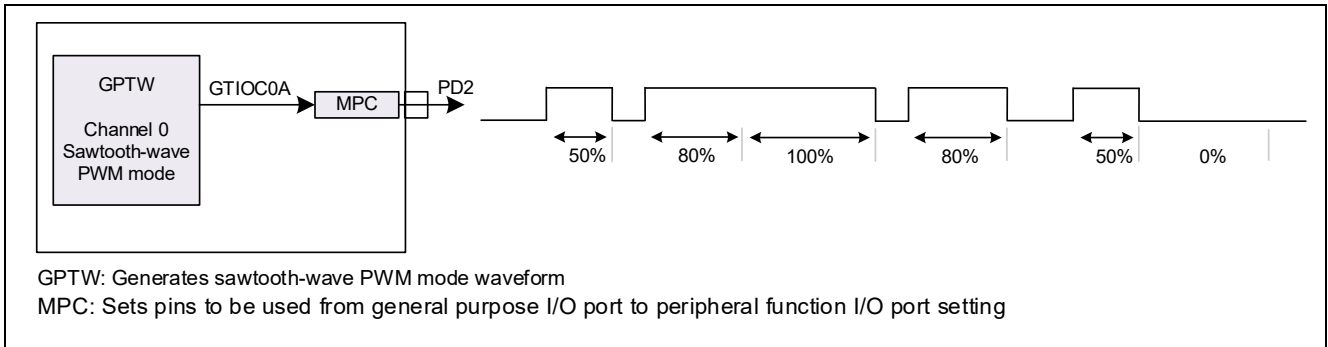 GPTW
Channel 0
Sawtooth-wave
PWM mode
GTIOC0A
MPC
PD2
50%
80%
100%
80%
50%
0%
GPTW: Generates sawtooth-wave PWM mode waveform
MPC: Sets pins to be used from general purpose I/O port to peripheral function I/O port setting